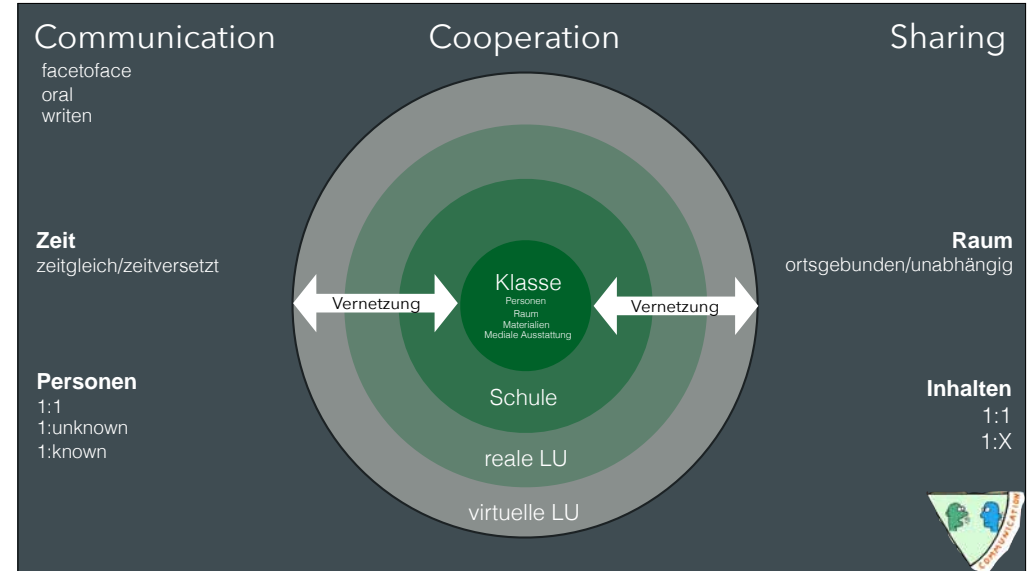 Communication
facetoface
oral
writen
Cooperation
Sharing
Zeit
zeitgleich/zeitversetzt
Raum
ortsgebunden/unabhängig
Vernetzung
Klasse
Personen
Raum
Materialien
Mediale Ausstattung
Vernetzung
Personen
1:1
1:unknown
1:known
Schule
reale LU
virtuelle LU
Inhalten
1:1
1:X
COMMUNICATION